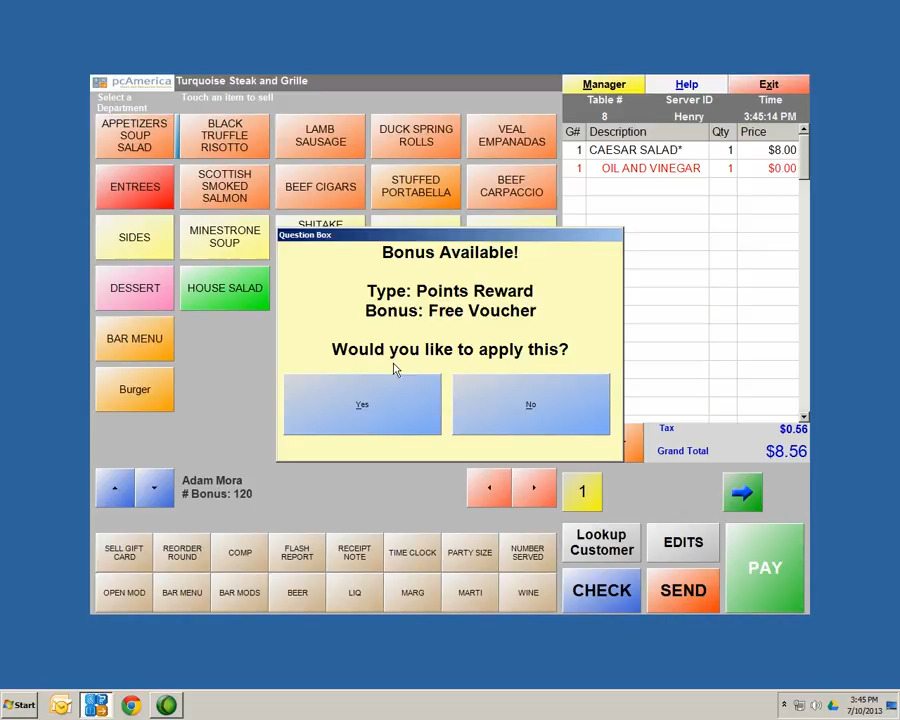 pcAmerica Turquoise Steak and Grille
Select a
Department
Touch an item to sell
Manager
Help
Exit
Table #
Server ID
Time
8
Henry
3:45:14 PM
G# Description Qty Price
1 CAESAR SALAD* 1 $8.00
1 OIL AND VINEGAR 1 $0.00
APPETIZERS
SOUP
SALAD
BLACK
TRUFFLE
RISOTTO
LAMB
SAUSAGE
DUCK SPRING
ROLLS
VEAL
EMPANADAS
ENTREES
SCOTTISH
SMOKED
SALMON
BEEF CIGARS
STUFFED
PORTABELLA
BEEF
CARPACCIO
SIDES
MINESTRONE
SOUP
SHITAKE
DESSERT
HOUSE SALAD
BAR MENU
Burger
Question Box
Bonus Available!
Type: Points Reward
Bonus: Free Voucher
Would you like to apply this?
Yes
No
Tax $0.56
Grand Total $8.56
Adam Mora
# Bonus: 120
1
SELL GIFT
CARD
REORDER
ROUND
COMP
FLASH
REPORT
RECEIPT
NOTE
TIME CLOCK
PARTY SIZE
NUMBER
SERVED
OPEN MOD
BAR MENU
BAR MODS
BEER
LIQ
MARG
MARTI
WINE
Lookup
Customer
EDITS
PAY
CHECK
SEND
Start
3:45 PM
7/10/2013